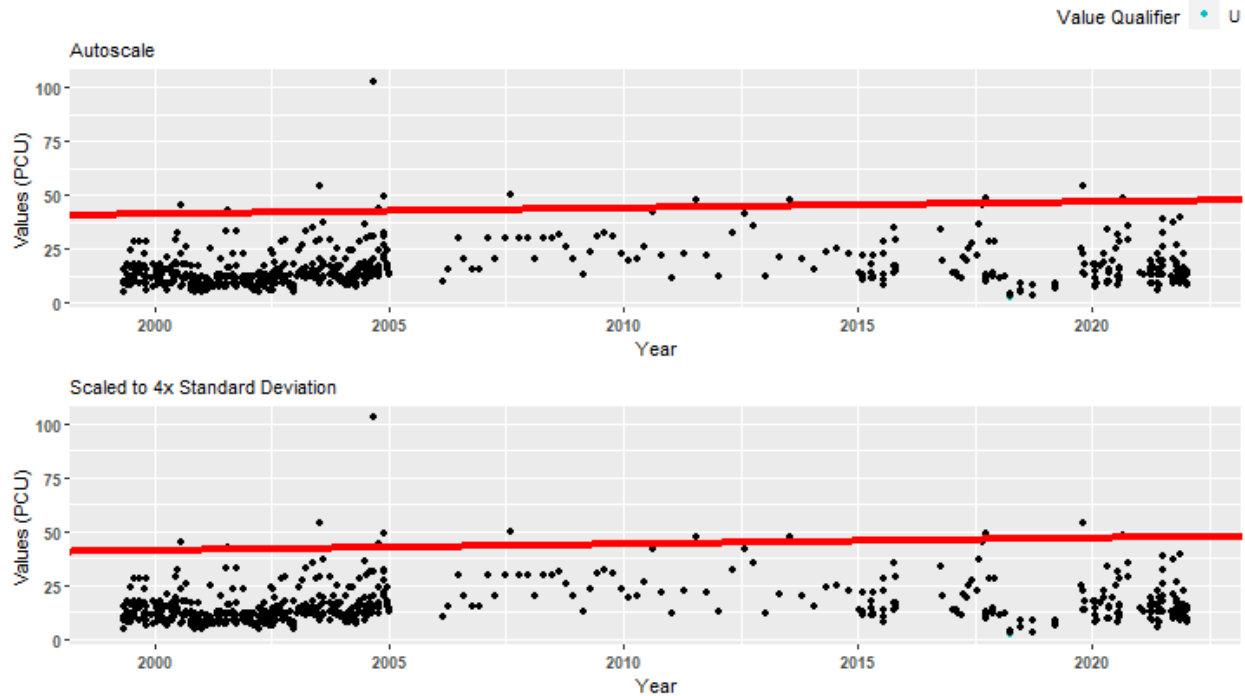 Value Qualifier U
Autoscale
100
75
50
25
0
Values (PCU)
2000 2005 2010 2015 2020
Year
Scaled to 4x Standard Deviation
100
75
50
25
0
Values (PCU)
2000 2005 2010 2015 2020
Year